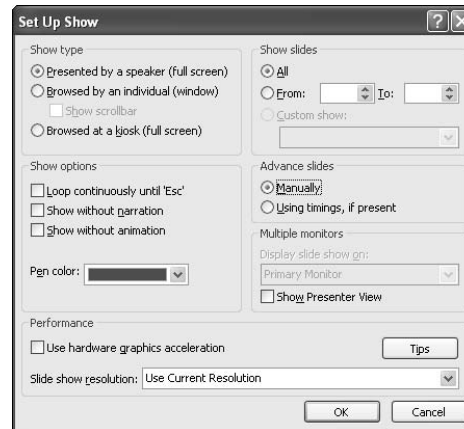 Set Up Show
Show type
Presented by a speaker (full screen)
Browsed by an individual (window)
Show scrollbar
Browsed at a kiosk (full screen)
Show slides
All
From: To:
Custom show:
Show options
Loop continuously until 'Esc'
Show without narration
Show without animation
Pen color:
Advance slides
Manually
Using timings, if present
Multiple monitors
Display slide show on:
Primary Monitor
Show Presenter View
Performance
Use hardware graphics acceleration
Tips
Slide show resolution: Use Current Resolution
OK Cancel